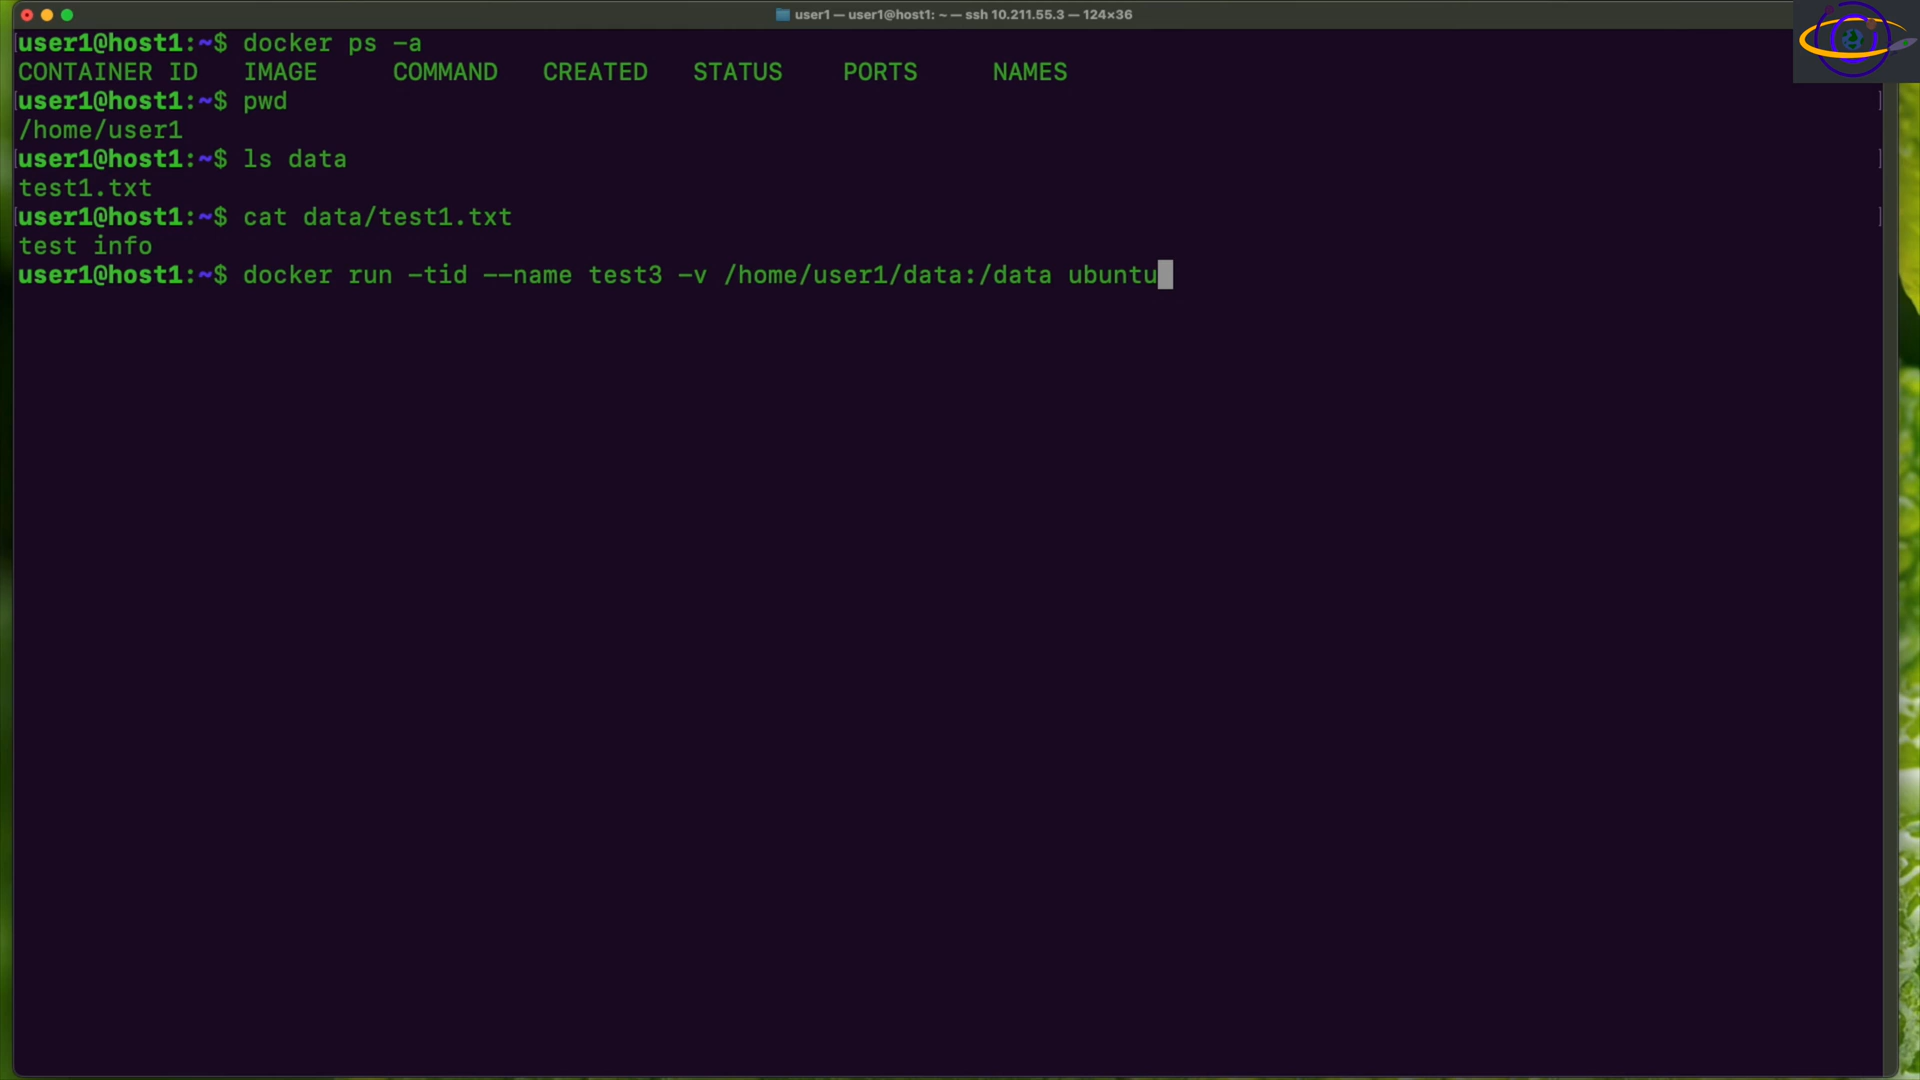 user1 — user1@host1: ~ — ssh 10.211.55.3 — 124×36
user1@host1:~$ docker ps -a
CONTAINER ID   IMAGE     COMMAND   CREATED   STATUS    PORTS     NAMES
user1@host1:~$ pwd
/home/user1
user1@host1:~$ ls data
test1.txt
user1@host1:~$ cat data/test1.txt
test info
user1@host1:~$ docker run -tid --name test3 -v /home/user1/data:/data ubuntu